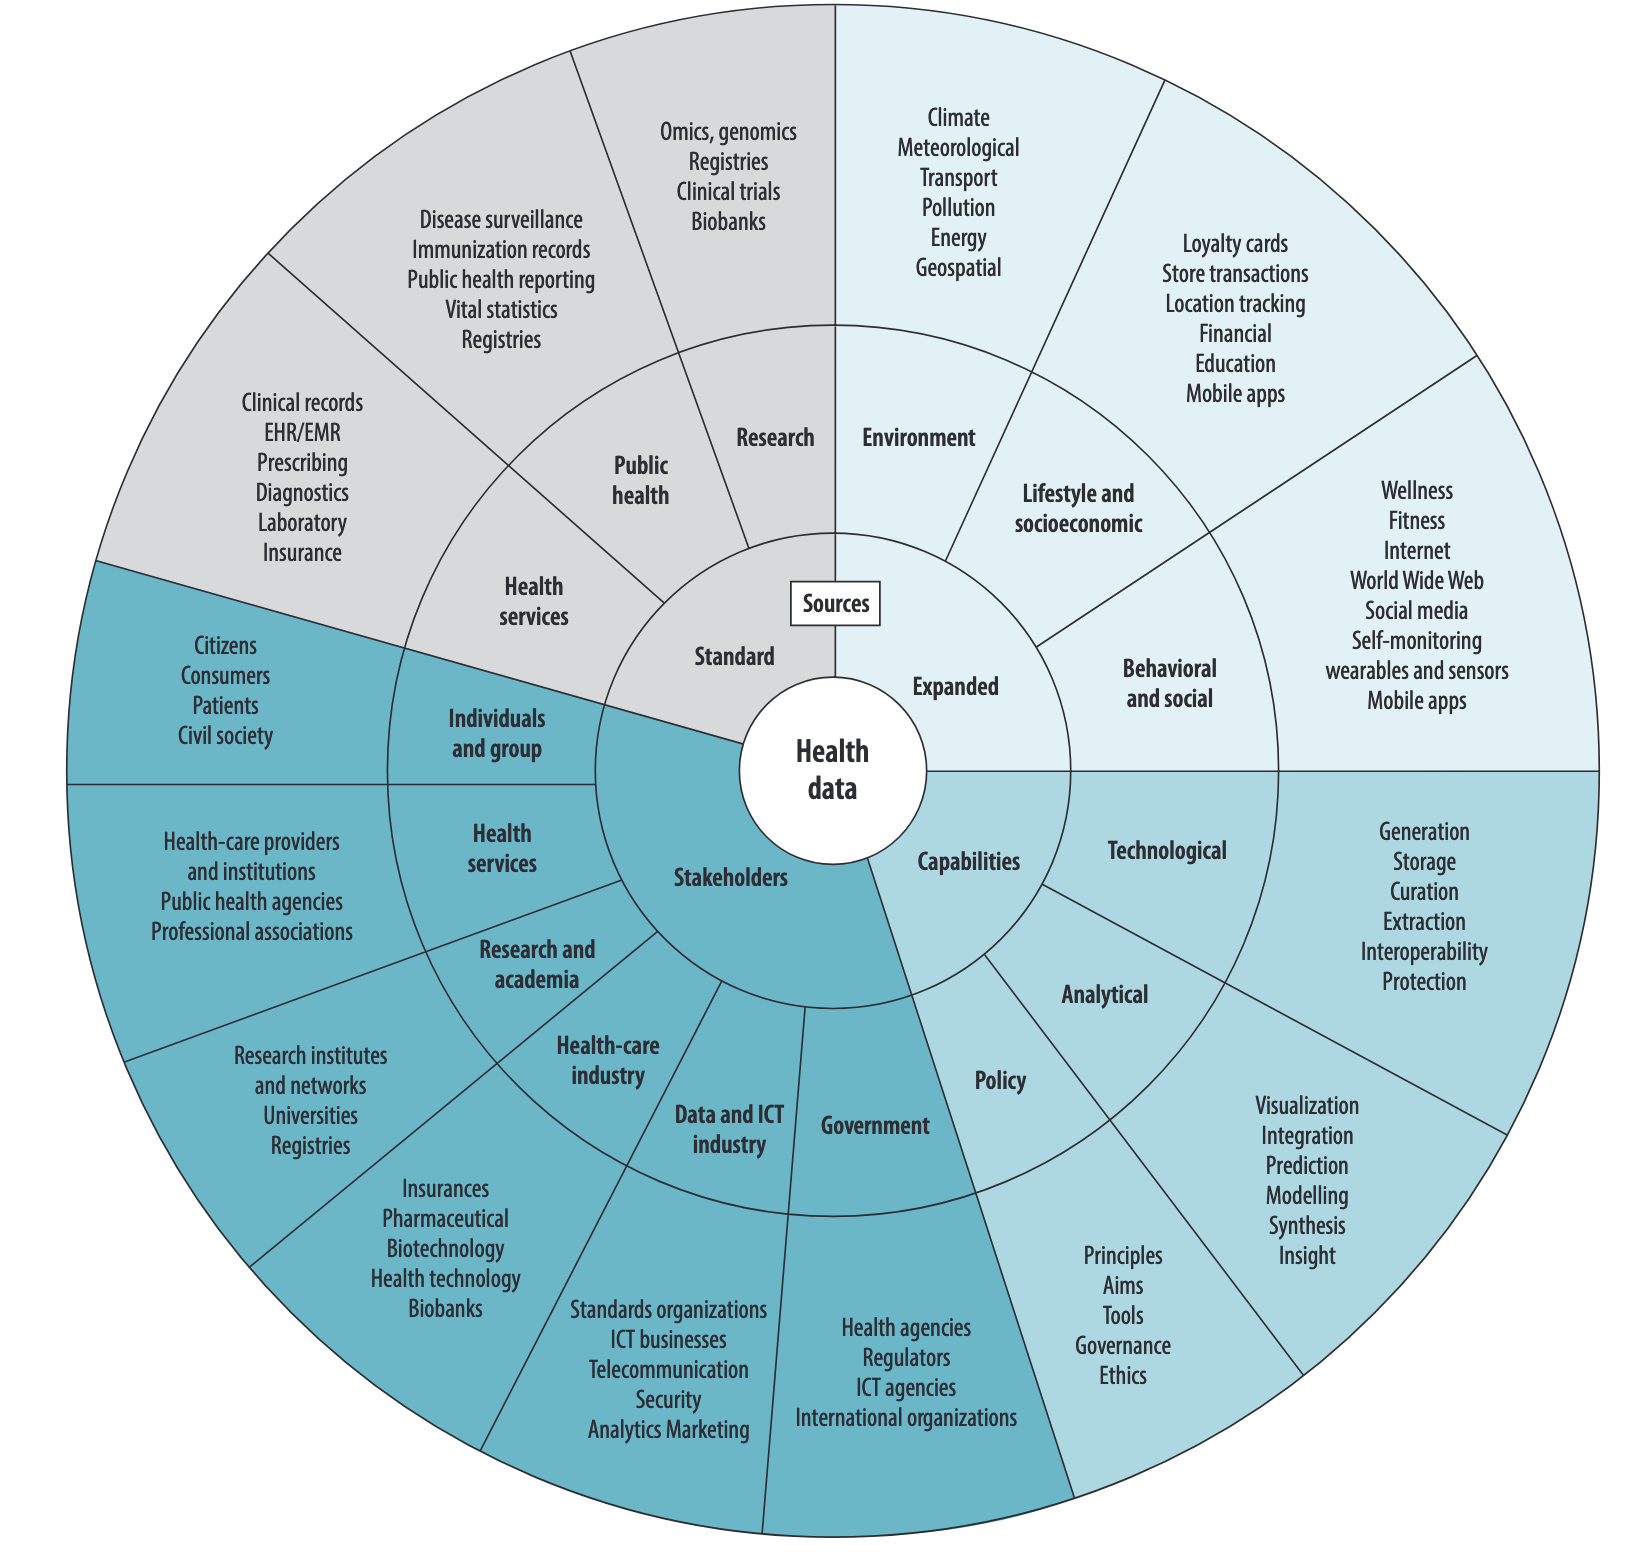 Health
data
Sources
Standard
Expanded
Capabilities
Stakeholders
Research
Omics, genomics
Registries
Clinical trials
Biobanks
Public
health
Disease surveillance
Immunization records
Public health reporting
Vital statistics
Registries
Health
services
Clinical records
EHR/EMR
Prescribing
Diagnostics
Laboratory
Insurance
Environment
Climate
Meteorological
Transport
Pollution
Energy
Geospatial
Lifestyle and
socioeconomic
Loyalty cards
Store transactions
Location tracking
Financial
Education
Mobile apps
Behavioral
and social
Wellness
Fitness
Internet
World Wide Web
Social media
Self-monitoring
wearables and sensors
Mobile apps
Technological
Generation
Storage
Curation
Extraction
Interoperability
Protection
Analytical
Visualization
Integration
Prediction
Modelling
Synthesis
Insight
Policy
Principles
Aims
Tools
Governance
Ethics
Government
Health agencies
Regulators
ICT agencies
International organizations
Data and ICT
industry
Standards organizations
ICT businesses
Telecommunication
Security
Analytics Marketing
Health-care
industry
Insurances
Pharmaceutical
Biotechnology
Health technology
Biobanks
Research and
academia
Research institutes
and networks
Universities
Registries
Health
services
Health-care providers
and institutions
Public health agencies
Professional associations
Individuals
and group
Citizens
Consumers
Patients
Civil society